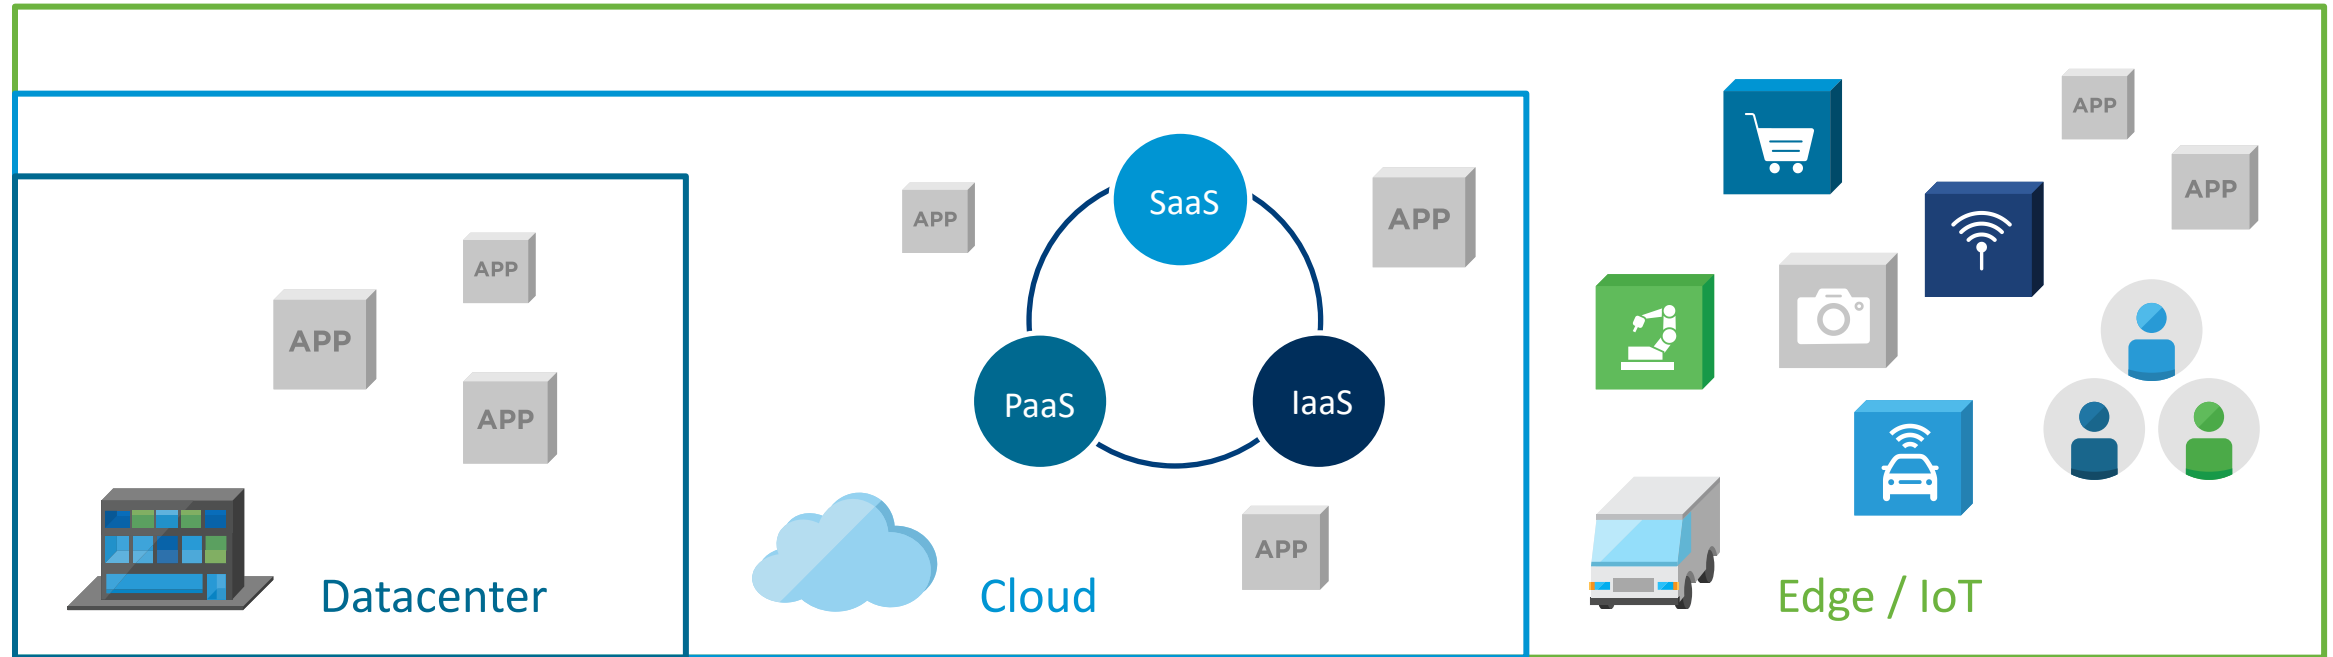 APP
APP
APP
Datacenter
APP
SaaS
APP
PaaS
IaaS
APP
Cloud
APP
APP
Edge / IoT